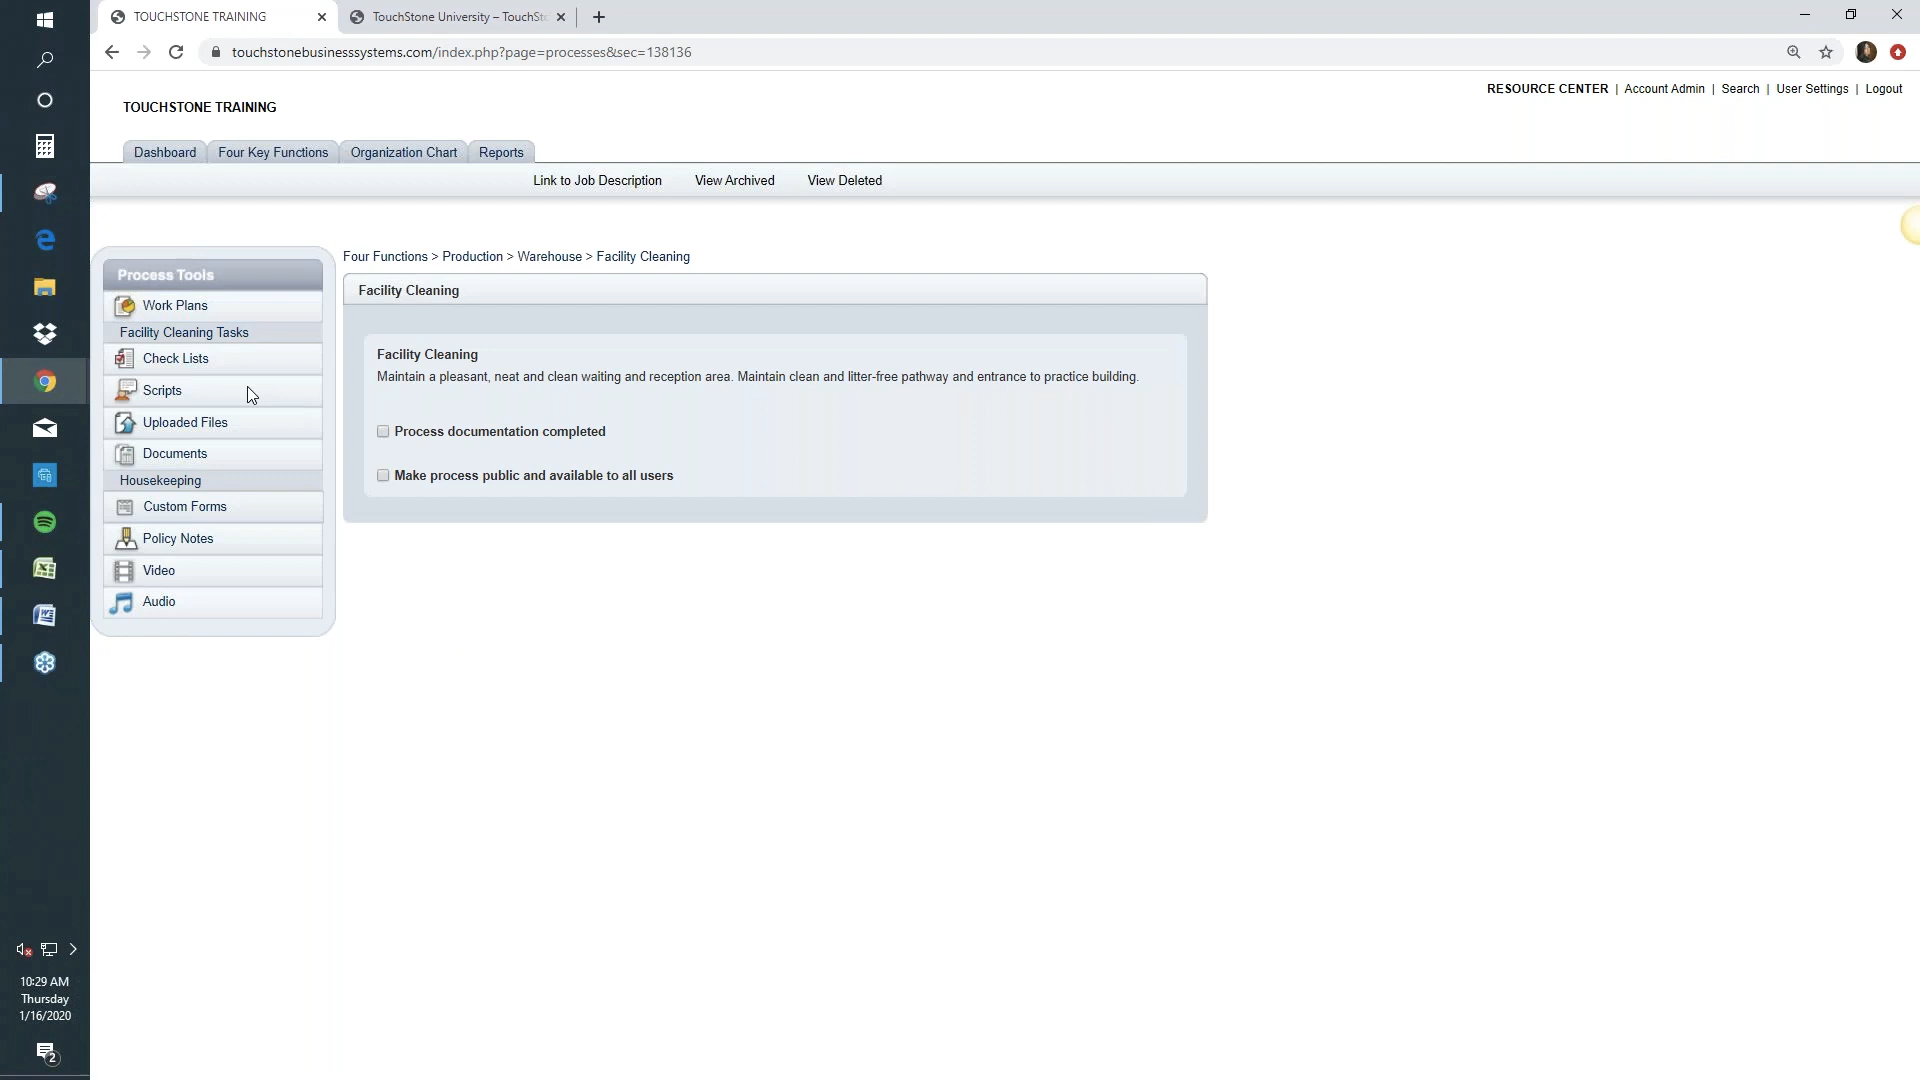 TOUCHSTONE TRAINING
TouchStone University – TouchSt
touchstonebusinesssystems.com/index.php?page=processes&sec=138136
RESOURCE CENTER | Account Admin | Search | User Settings | Logout
TOUCHSTONE TRAINING
Dashboard
Four Key Functions
Organization Chart
Reports
Link to Job Description
View Archived
View Deleted
Process Tools
Work Plans
Facility Cleaning Tasks
Check Lists
Scripts
Uploaded Files
Documents
Housekeeping
Custom Forms
Policy Notes
Video
Audio
Four Functions > Production > Warehouse > Facility Cleaning
Facility Cleaning
Facility Cleaning
Maintain a pleasant, neat and clean waiting and reception area. Maintain clean and litter-free pathway and entrance to practice building.
Process documentation completed
Make process public and available to all users
10:29 AM
Thursday
1/16/2020
2